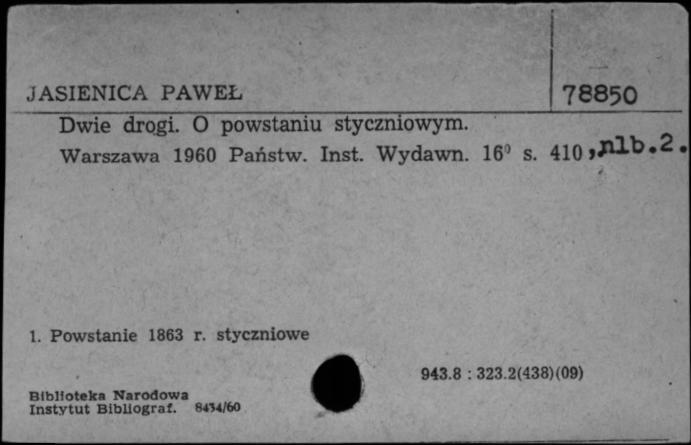 JASIENICA PAWEŁ 78850
Dwie drogi. O powstaniu styczniowym.
Warszawa 1960 Państw. Inst. Wydawn. 16⁰ s. 410, nlb. 2.
1. Powstanie 1863 r. styczniowe
943.8 : 323.2(438)(09)
Biblioteka Narodowa
Instytut Bibliograf. 8434/60